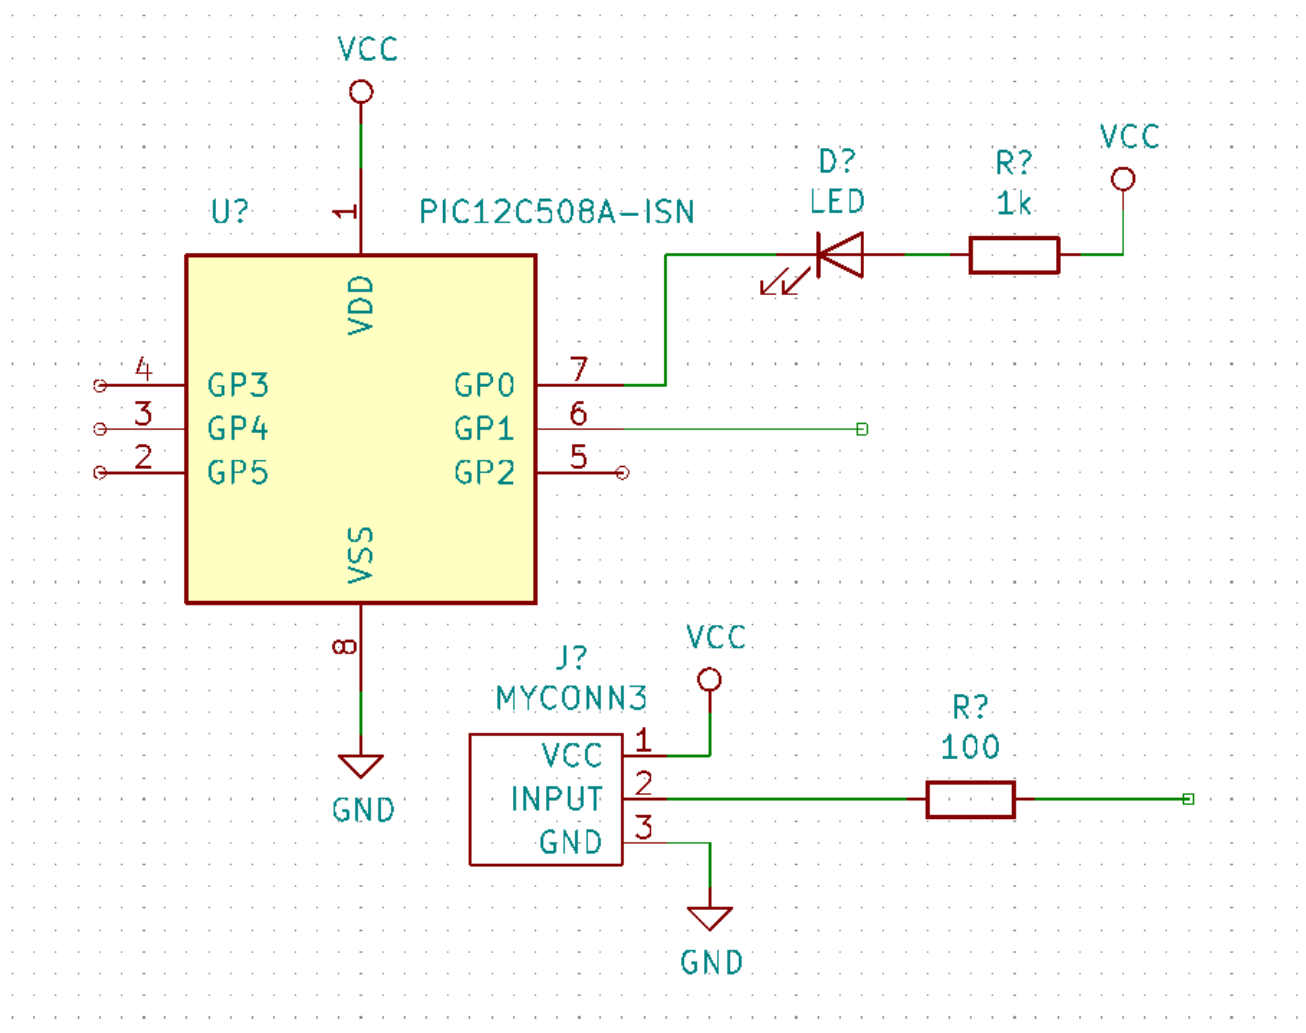 VCC
VCC
D?
R?
LED
1k
U?
1
PIC12C508A-ISN
VDD
4
GP3
GP0
7
3
GP4
GP1
6
2
GP5
GP2
5
VSS
8
GND
J?
MYCONN3
VCC
VCC
1
INPUT
2
GND
3
GND
R?
100